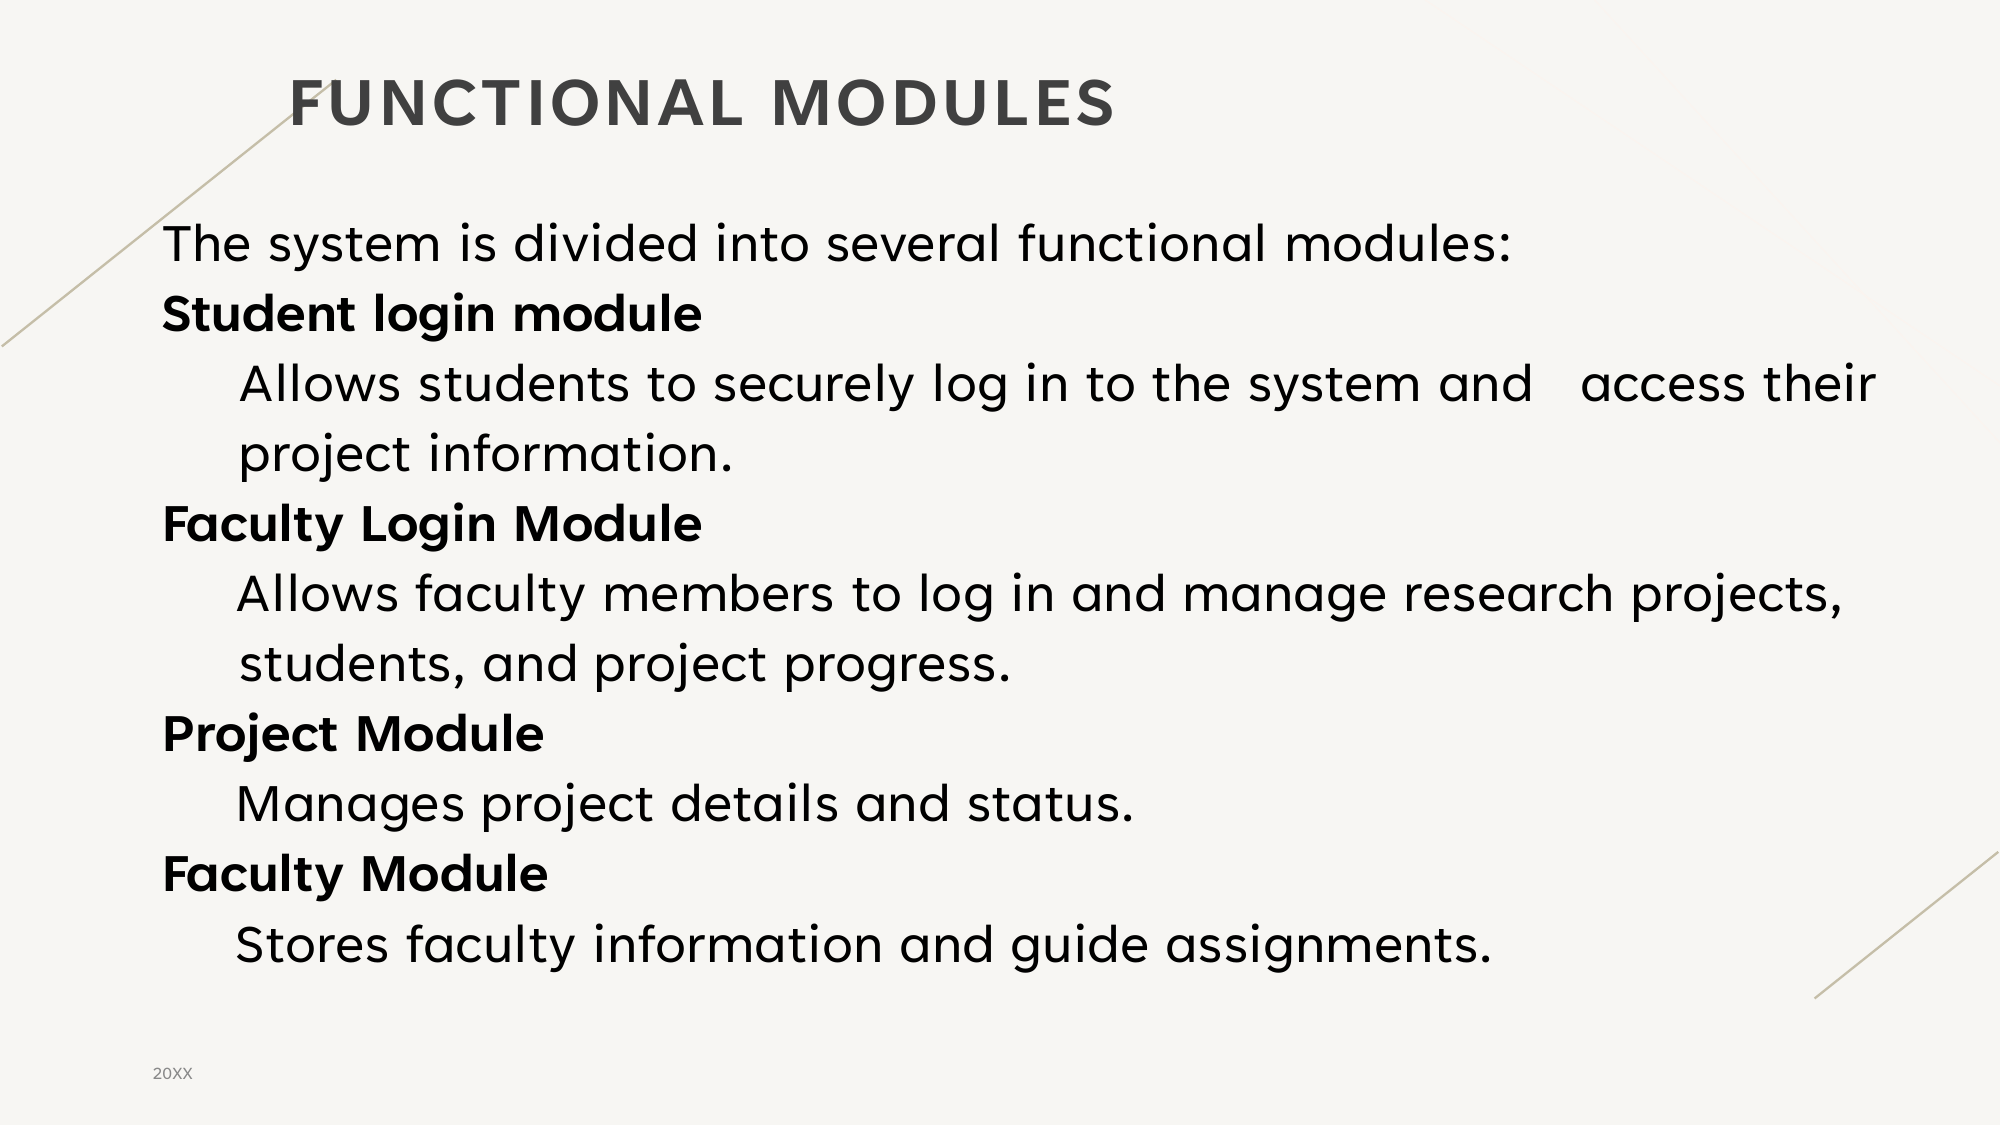 FUNCTIONAL MODULES
The system is divided into several functional modules:
Student login module
Allows students to securely log in to the system and   access their
project information.
Faculty Login Module
Allows faculty members to log in and manage research projects,
students, and project progress.
Project Module
Manages project details and status.
Faculty Module
Stores faculty information and guide assignments.
20XX